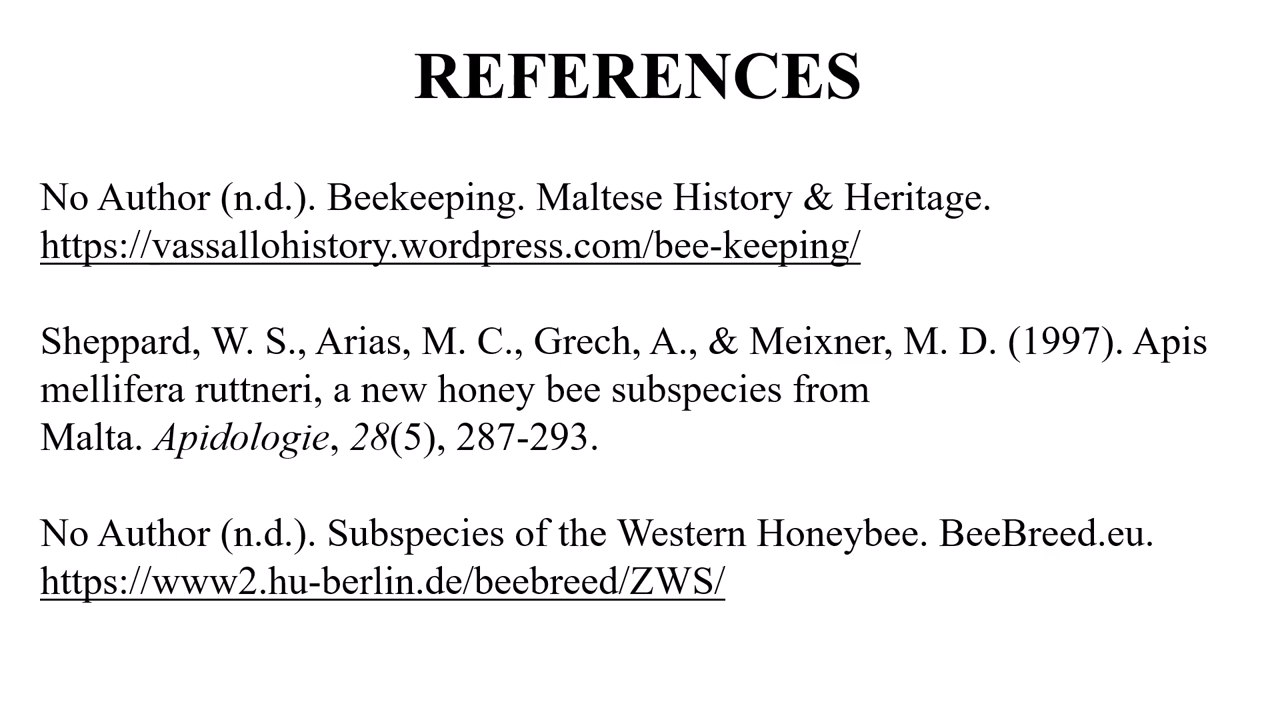 REFERENCES
No Author (n.d.). Beekeeping. Maltese History & Heritage.
https://vassallohistory.wordpress.com/bee-keeping/
Sheppard, W. S., Arias, M. C., Grech, A., & Meixner, M. D. (1997). Apis
mellifera ruttneri, a new honey bee subspecies from
Malta. Apidologie, 28(5), 287-293.
No Author (n.d.). Subspecies of the Western Honeybee. BeeBreed.eu.
https://www2.hu-berlin.de/beebreed/ZWS/